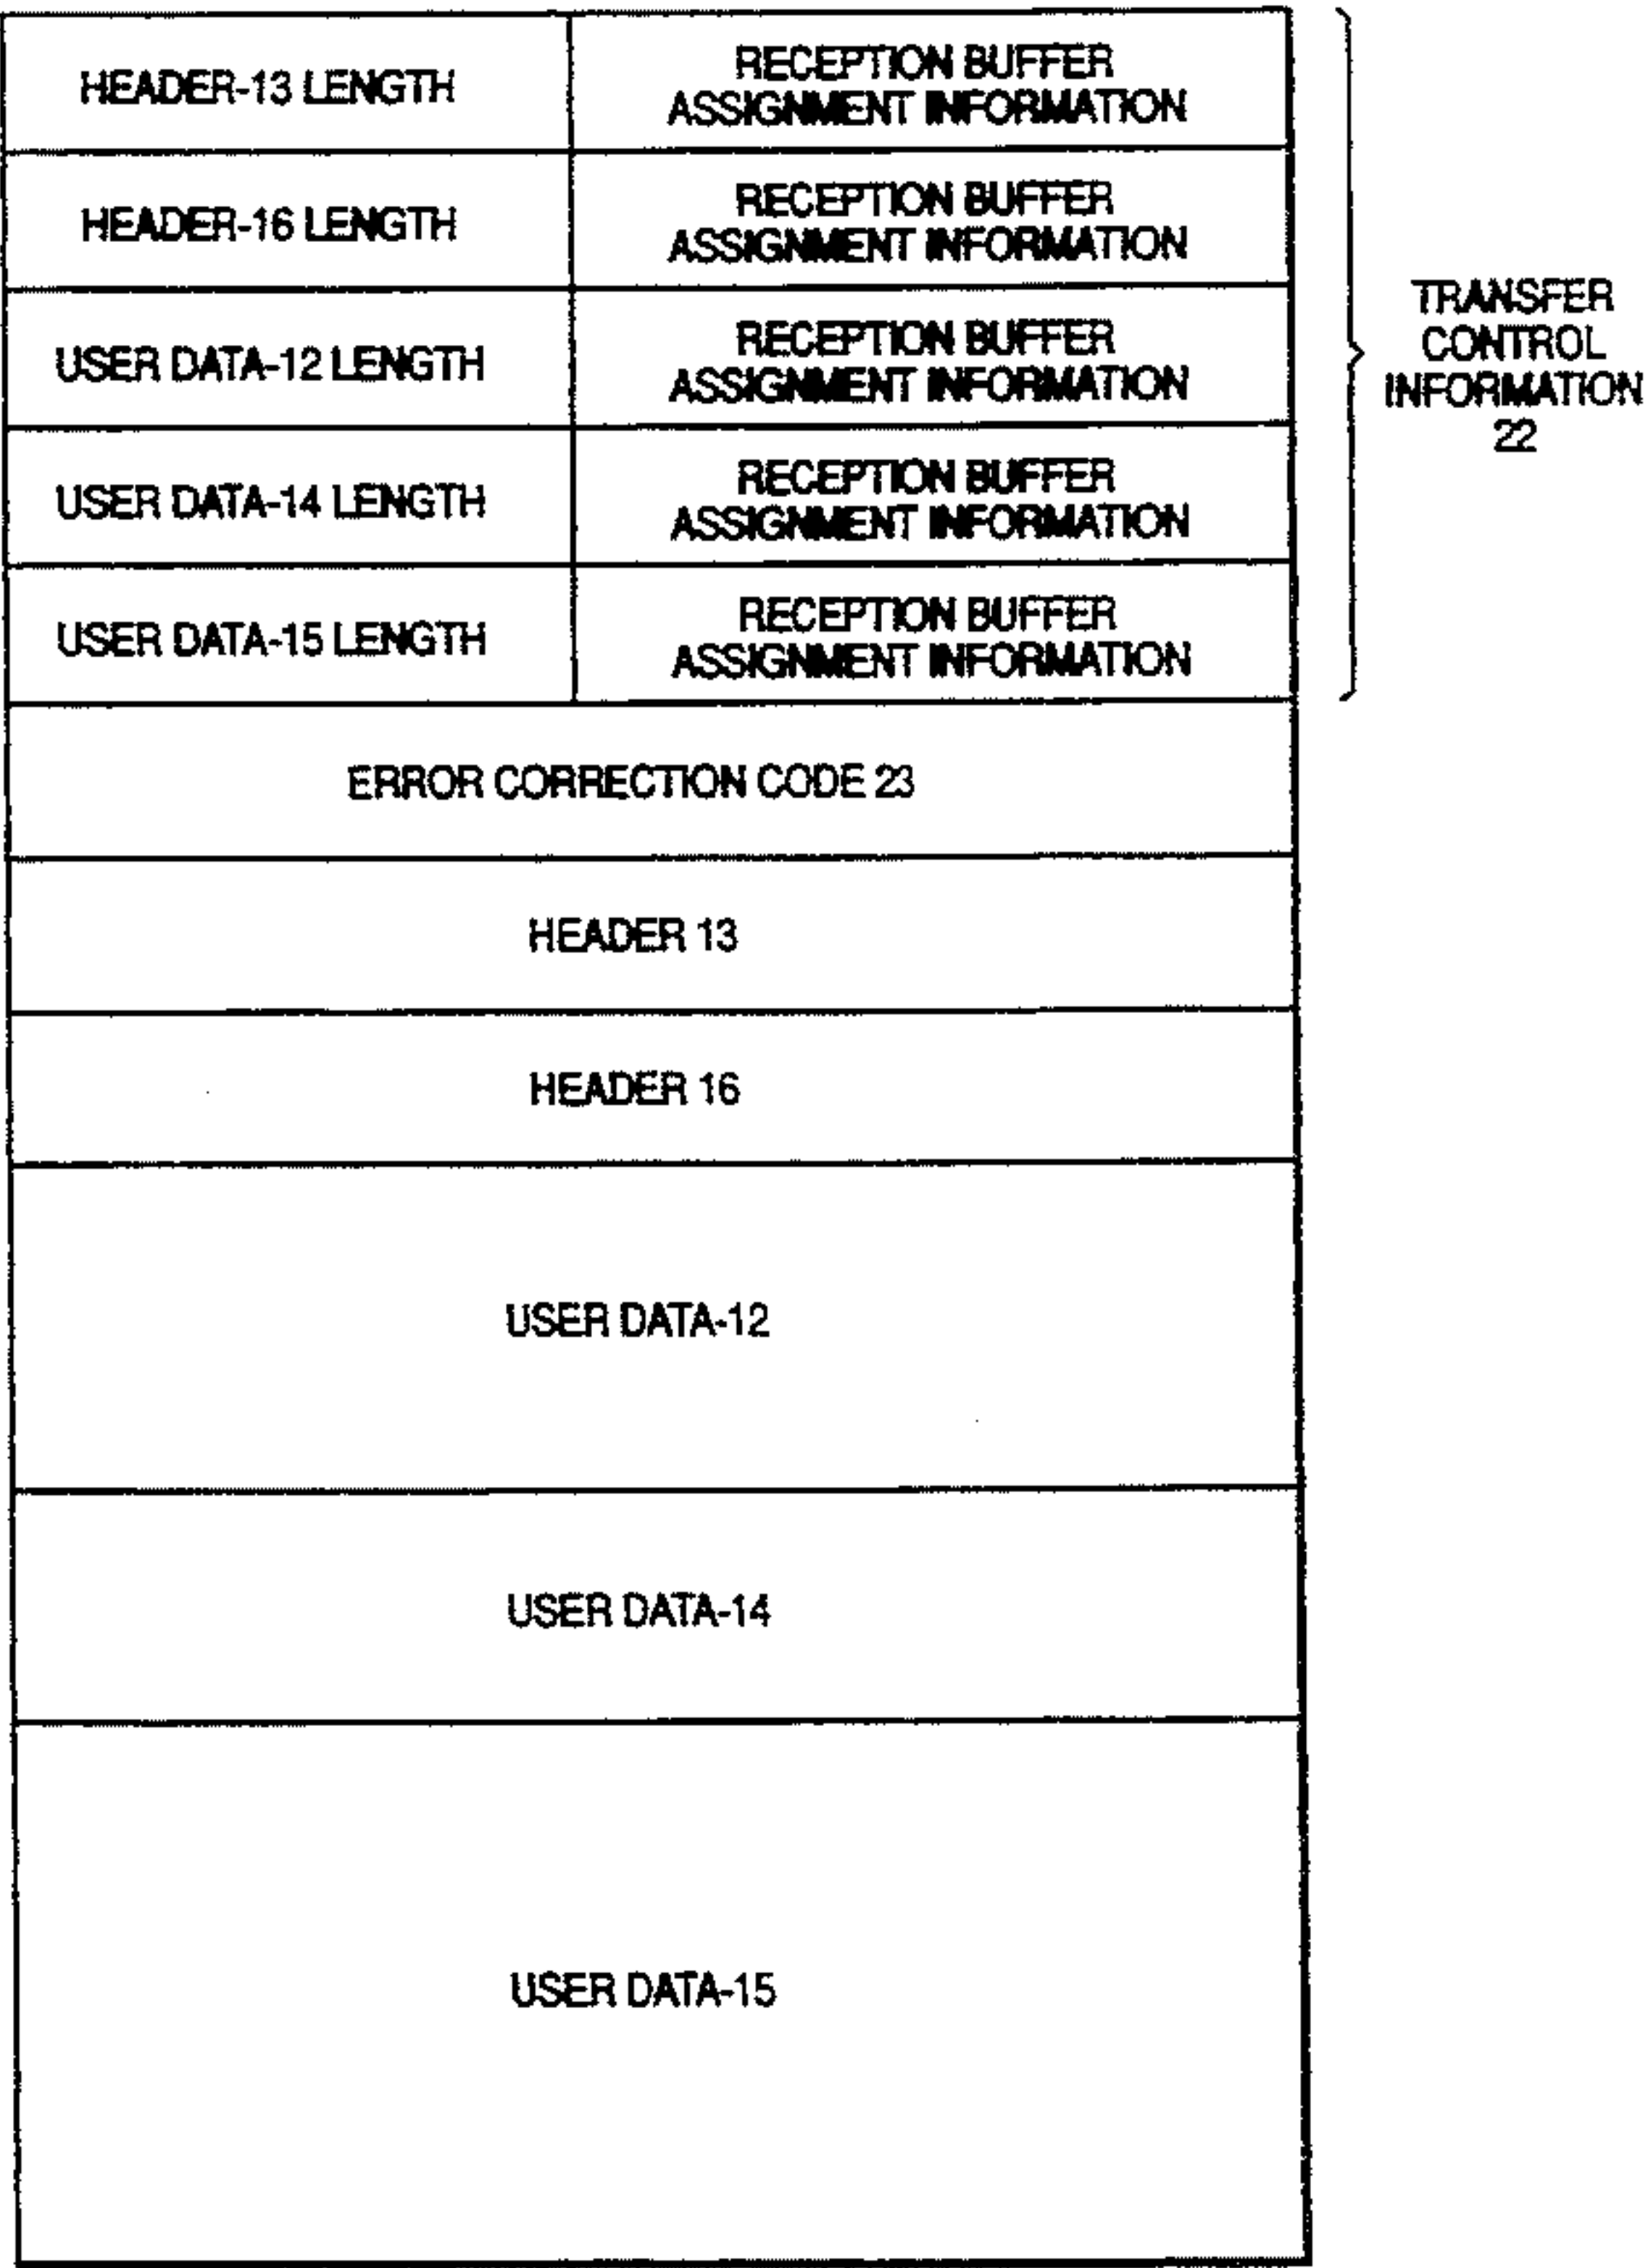 HEADER-13 LENGTH
RECEPTION BUFFER
ASSIGNMENT INFORMATION
HEADER-16 LENGTH
RECEPTION BUFFER
ASSIGNMENT INFORMATION
USER DATA-12 LENGTH
RECEPTION BUFFER
ASSIGNMENT INFORMATION
USER DATA-14 LENGTH
RECEPTION BUFFER
ASSIGNMENT INFORMATION
USER DATA-15 LENGTH
RECEPTION BUFFER
ASSIGNMENT INFORMATION
TRANSFER
CONTROL
INFORMATION
22
ERROR CORRECTION CODE 23
HEADER 13
HEADER 16
USER DATA-12
USER DATA-14
USER DATA-15